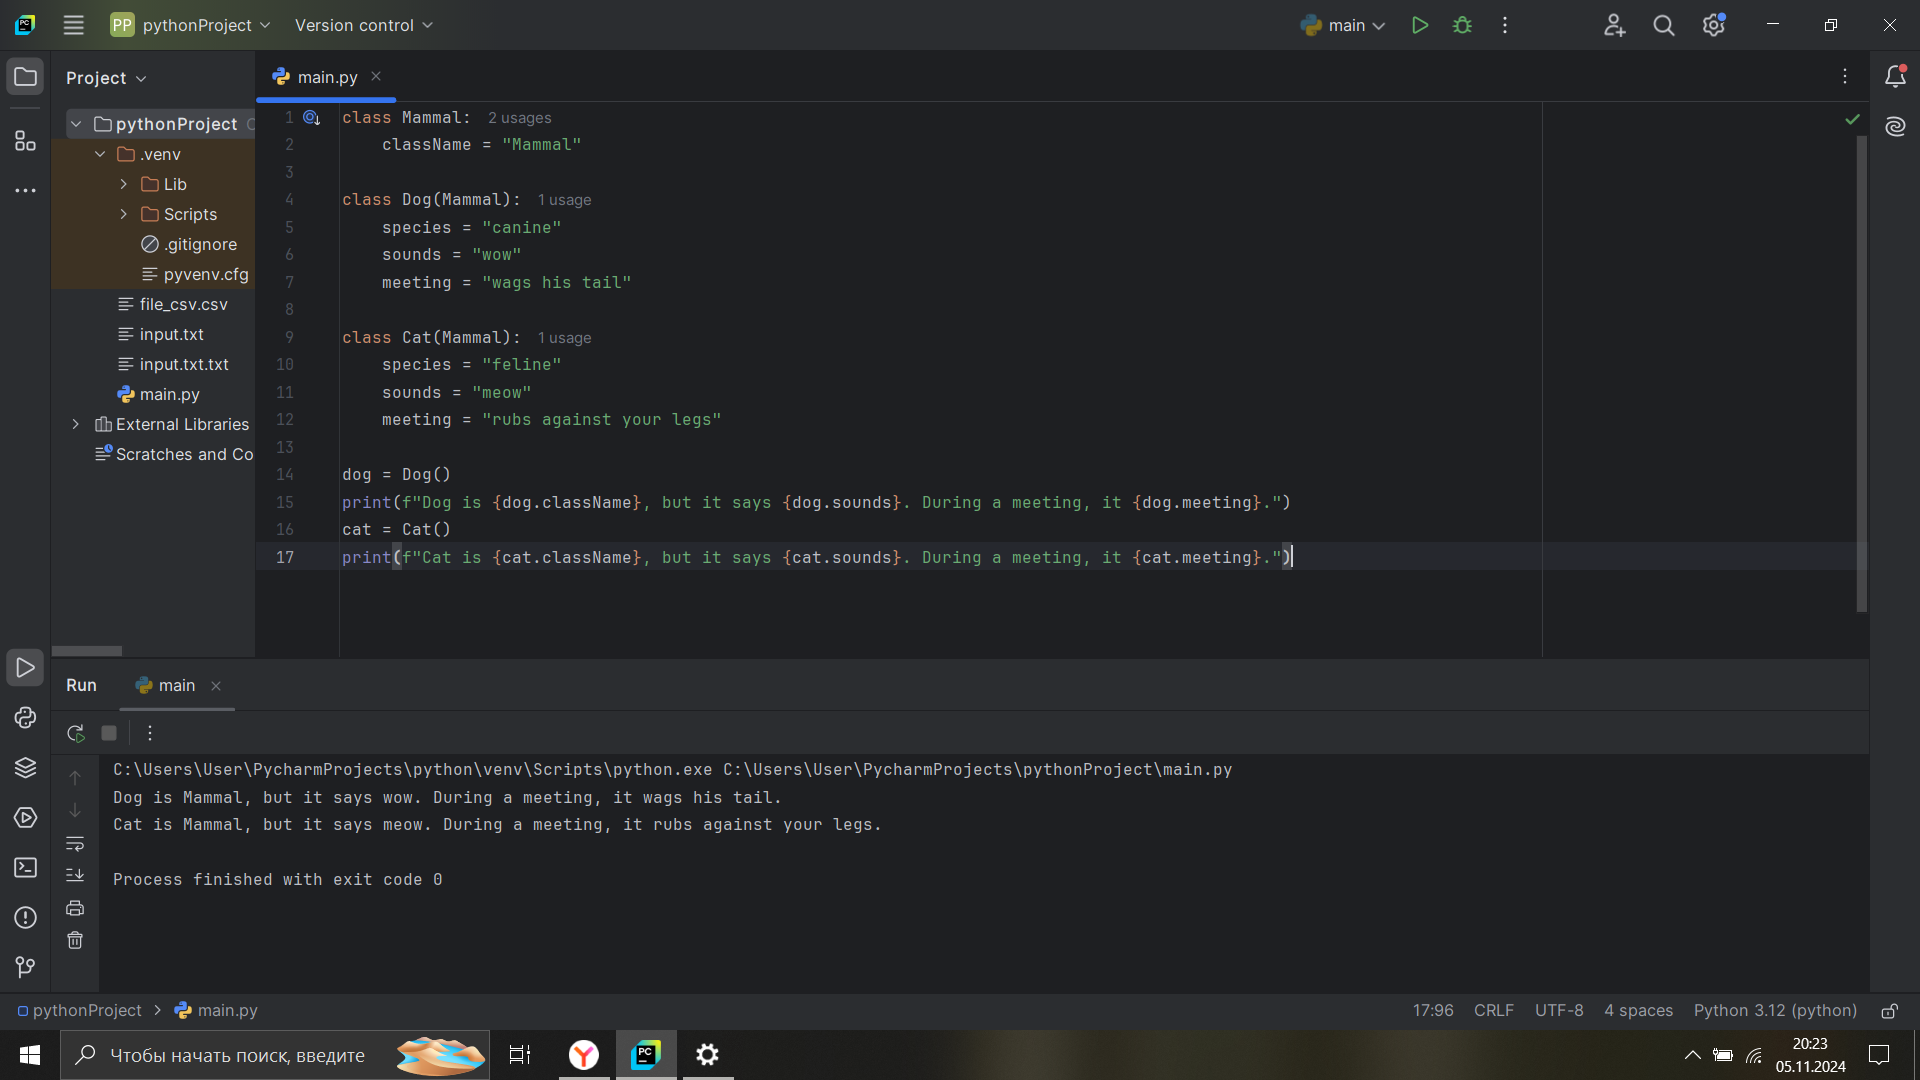 PP pythonProject Version control main
Project
main.py
pythonProject
.venv
Lib
Scripts
.gitignore
pyvenv.cfg
file_csv.csv
input.txt
input.txt.txt
main.py
External Libraries
Scratches and Co
1 class Mammal: 2 usages
2     className = "Mammal"
3
4 class Dog(Mammal): 1 usage
5     species = "canine"
6     sounds = "wow"
7     meeting = "wags his tail"
8
9 class Cat(Mammal): 1 usage
10     species = "feline"
11     sounds = "meow"
12     meeting = "rubs against your legs"
13
14 dog = Dog()
15 print(f"Dog is {dog.className}, but it says {dog.sounds}. During a meeting, it {dog.meeting}.")
16 cat = Cat()
17 print(f"Cat is {cat.className}, but it says {cat.sounds}. During a meeting, it {cat.meeting}.")
Run main
C:\Users\User\PycharmProjects\python\venv\Scripts\python.exe C:\Users\User\PycharmProjects\pythonProject\main.py
Dog is Mammal, but it says wow. During a meeting, it wags his tail.
Cat is Mammal, but it says meow. During a meeting, it rubs against your legs.
Process finished with exit code 0
pythonProject > main.py 17:96 CRLF UTF-8 4 spaces Python 3.12 (python)
Чтобы начать поиск, введите
20:23
05.11.2024